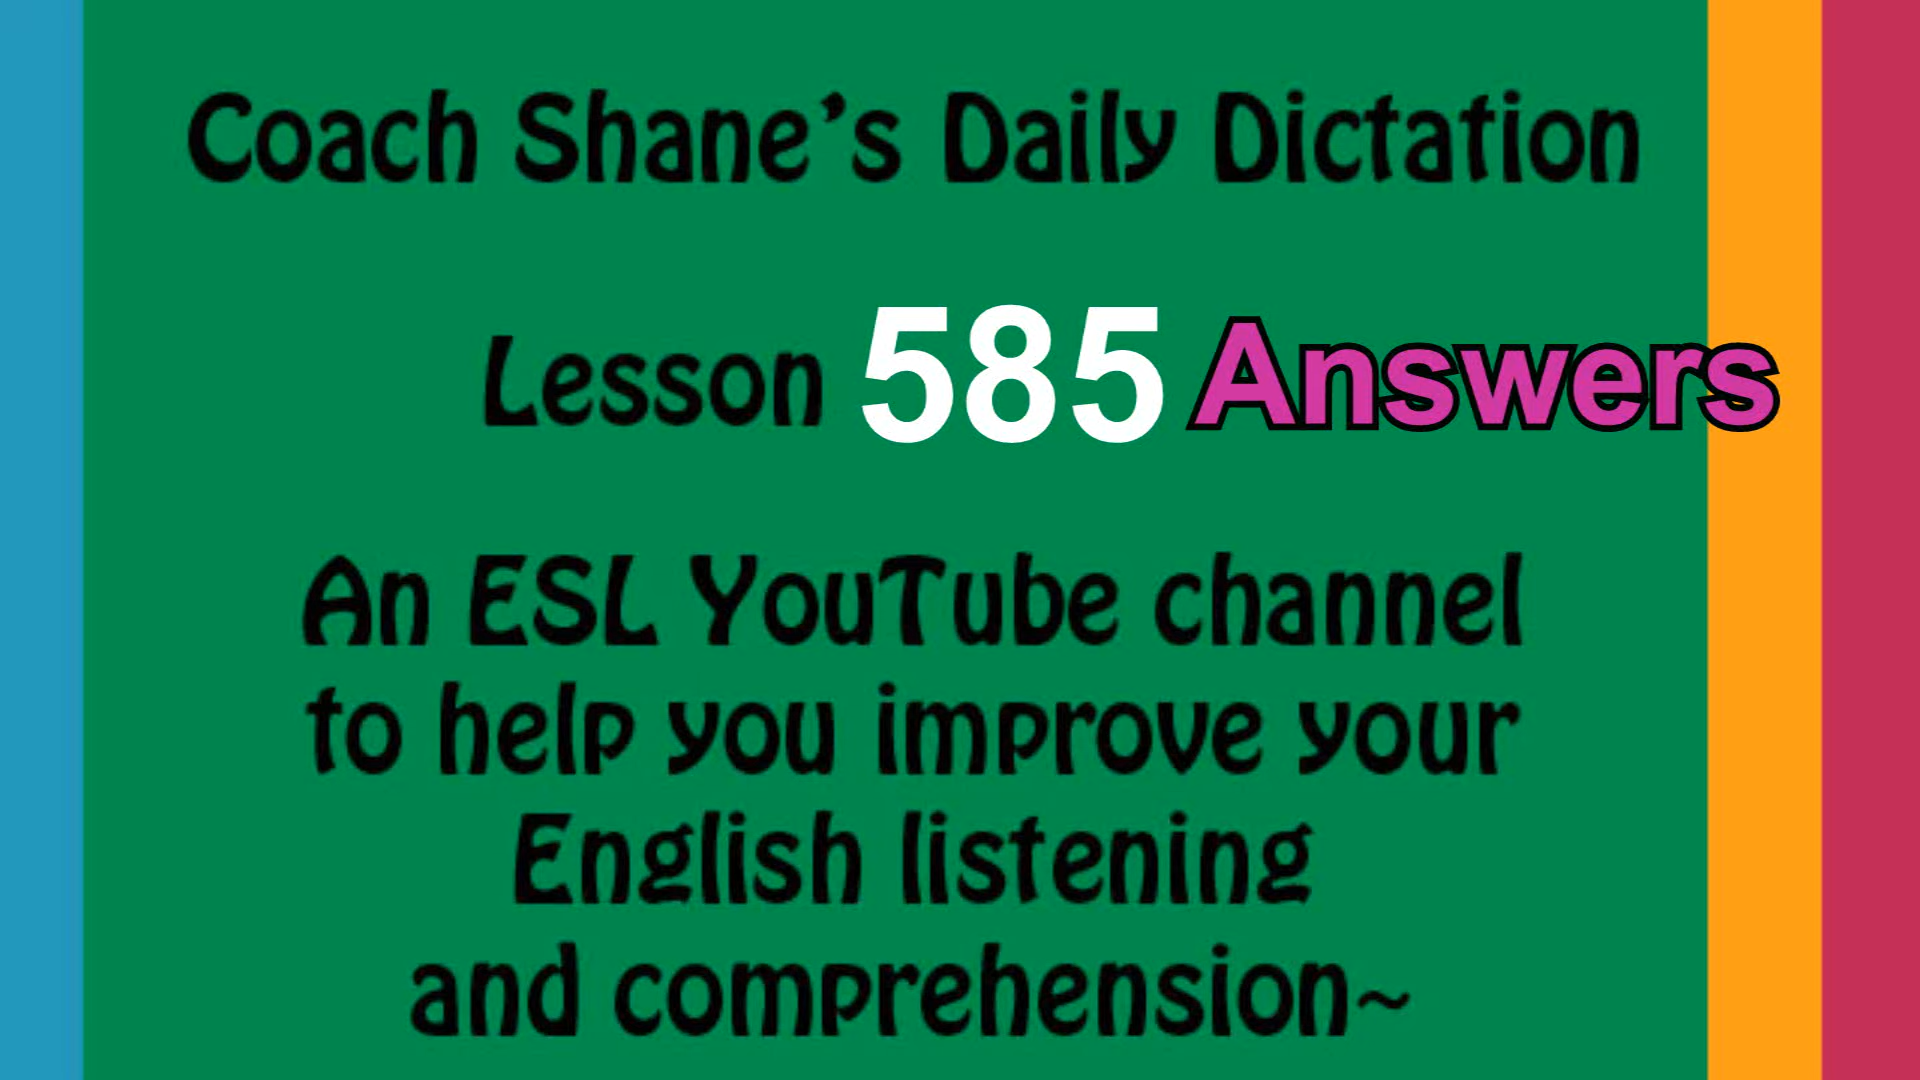 Coach Shane's Daily Dictation
Lesson 585 Answers
An ESL YouTube channel
to help you improve your
English listening
and comprehension~